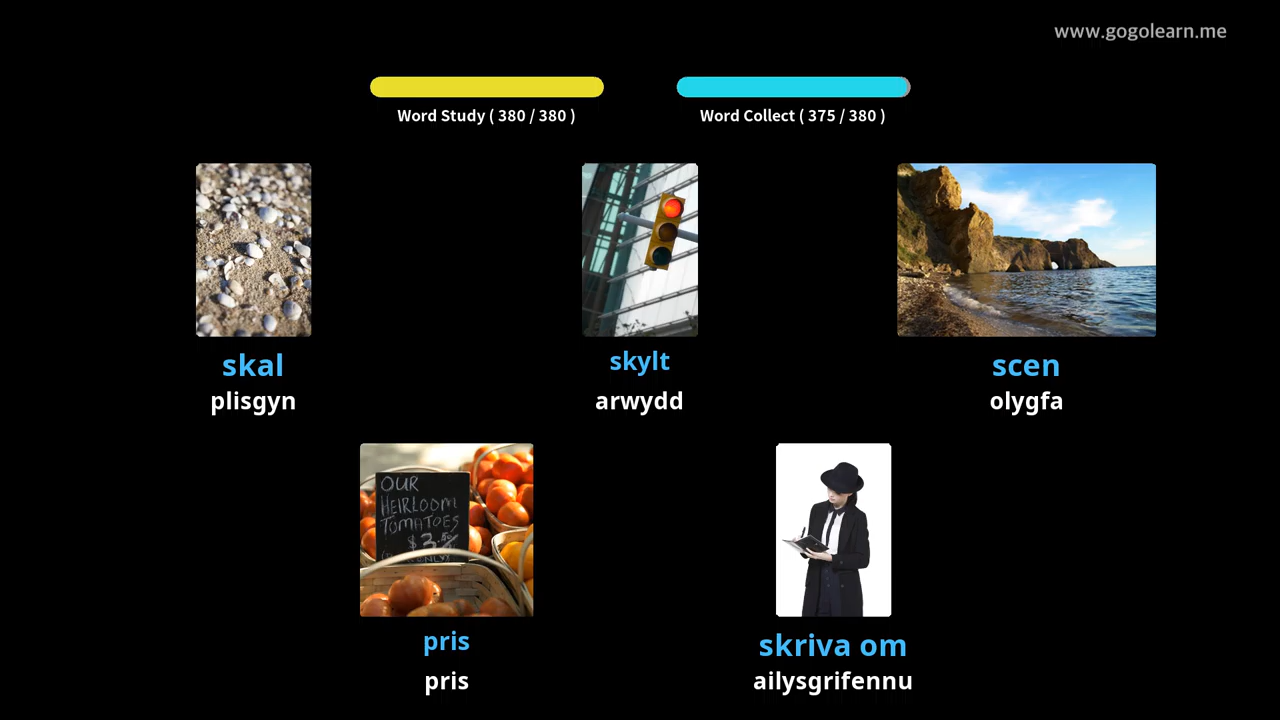 www.gogolearn.me
Word Study ( 380 / 380 )
Word Collect ( 375 / 380 )
skal
plisgyn
skylt
arwydd
scen
olygfa
OUR
HEIRLOOM
TOMATOES
pris
pris
skriva om
ailysgrifennu